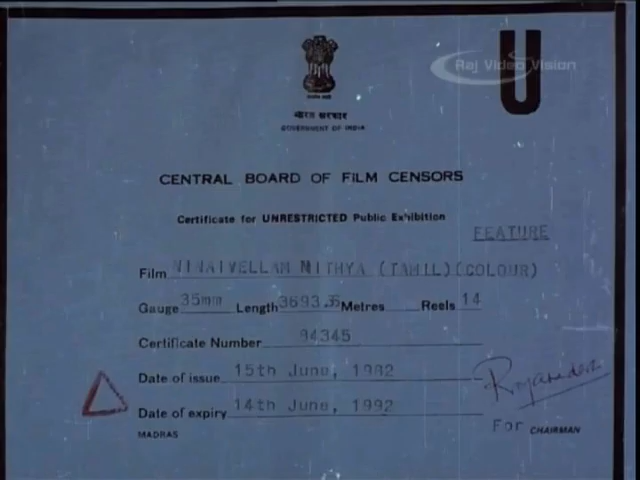 U
Raj Video Vision
भारत सरकार
GOVERNMENT OF INDIA
CENTRAL BOARD OF FILM CENSORS
Certificate for UNRESTRICTED Public Exhibition
FEATURE
Film NINAIVELLAM NITHYA (TAMIL)(COLOUR)
Gauge 35mm Length 3693.35 Metres Reels 14
Certificate Number 94345
Date of issue 15th June, 1982
Date of expiry 14th June, 1992
MADRAS
For CHAIRMAN